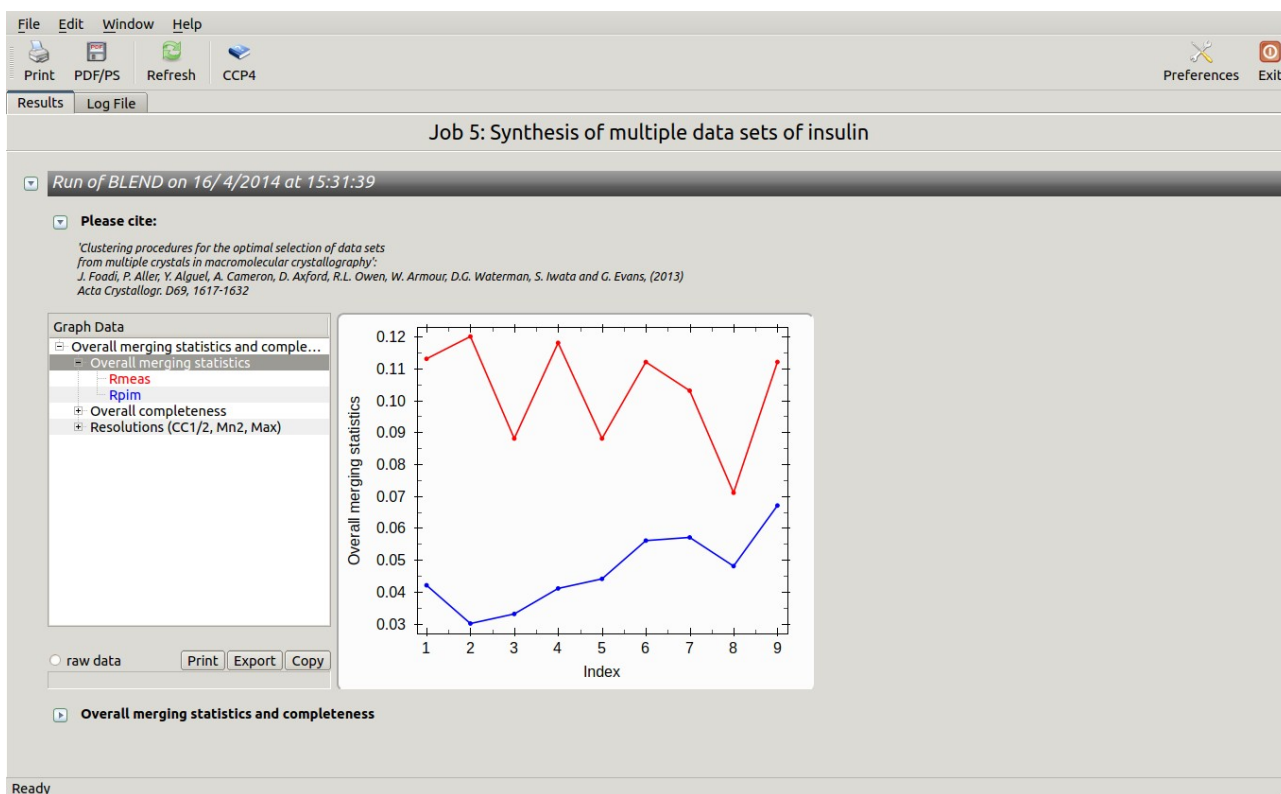 File Edit Window Help
Print PDF/PS Refresh CCP4 Preferences Exit
Results Log File
Job 5: Synthesis of multiple data sets of insulin
Run of BLEND on 16/ 4/2014 at 15:31:39
Please cite:
'Clustering procedures for the optimal selection of data sets
from multiple crystals in macromolecular crystallography':
J. Foadi, P. Aller, Y. Alguel, A. Cameron, D. Axford, R.L. Owen, W. Armour, D.G. Waterman, S. Iwata and G. Evans, (2013)
Acta Crystallogr. D69, 1617-1632
Graph Data
Overall merging statistics and comple...
Overall merging statistics
Rmeas
Rpim
Overall completeness
Resolutions (CC1/2, Mn2, Max)
raw data Print Export Copy
Overall merging statistics
0.12
0.11
0.10
0.09
0.08
0.07
0.06
0.05
0.04
0.03
1 2 3 4 5 6 7 8 9
Index
Overall merging statistics and completeness
Ready